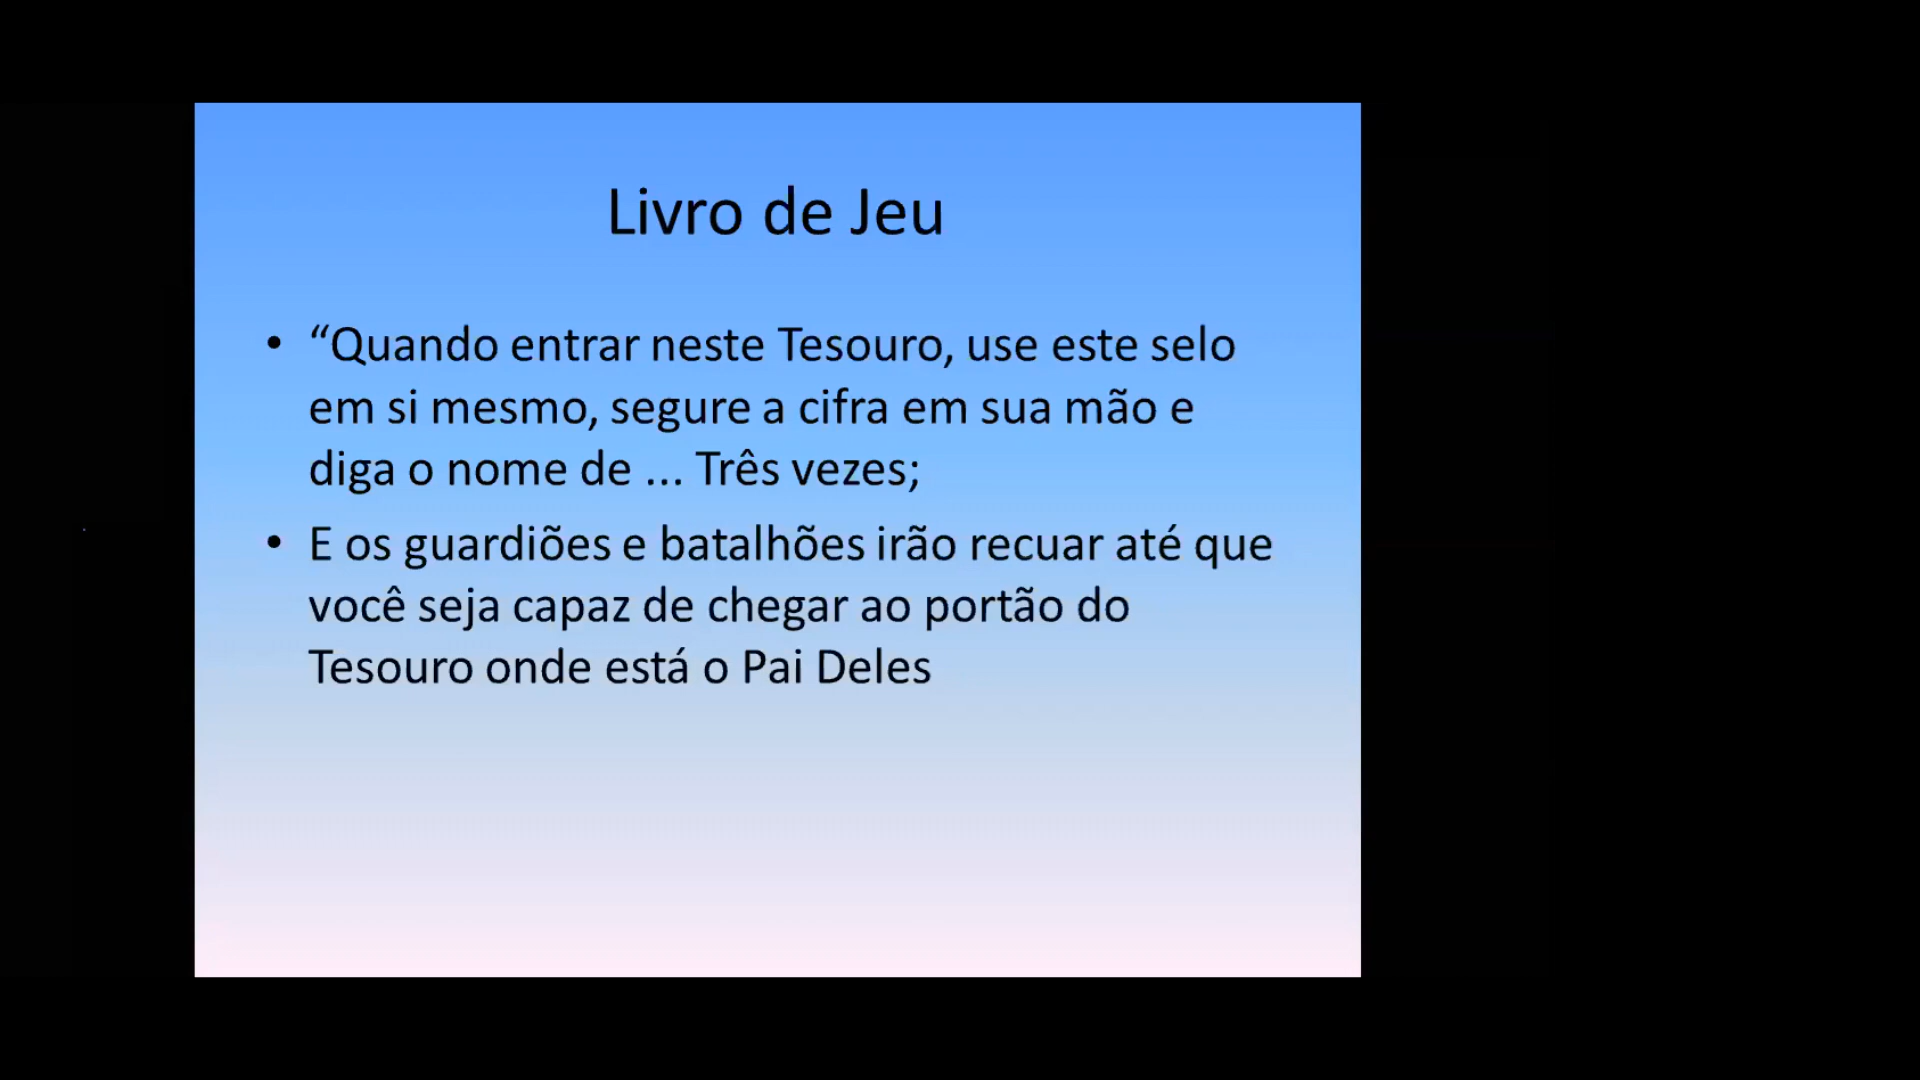 Livro de Jeu
• “Quando entrar neste Tesouro, use este selo
em si mesmo, segure a cifra em sua mão e
diga o nome de ... Três vezes;
• E os guardiões e batalhões irão recuar até que
você seja capaz de chegar ao portão do
Tesouro onde está o Pai Deles